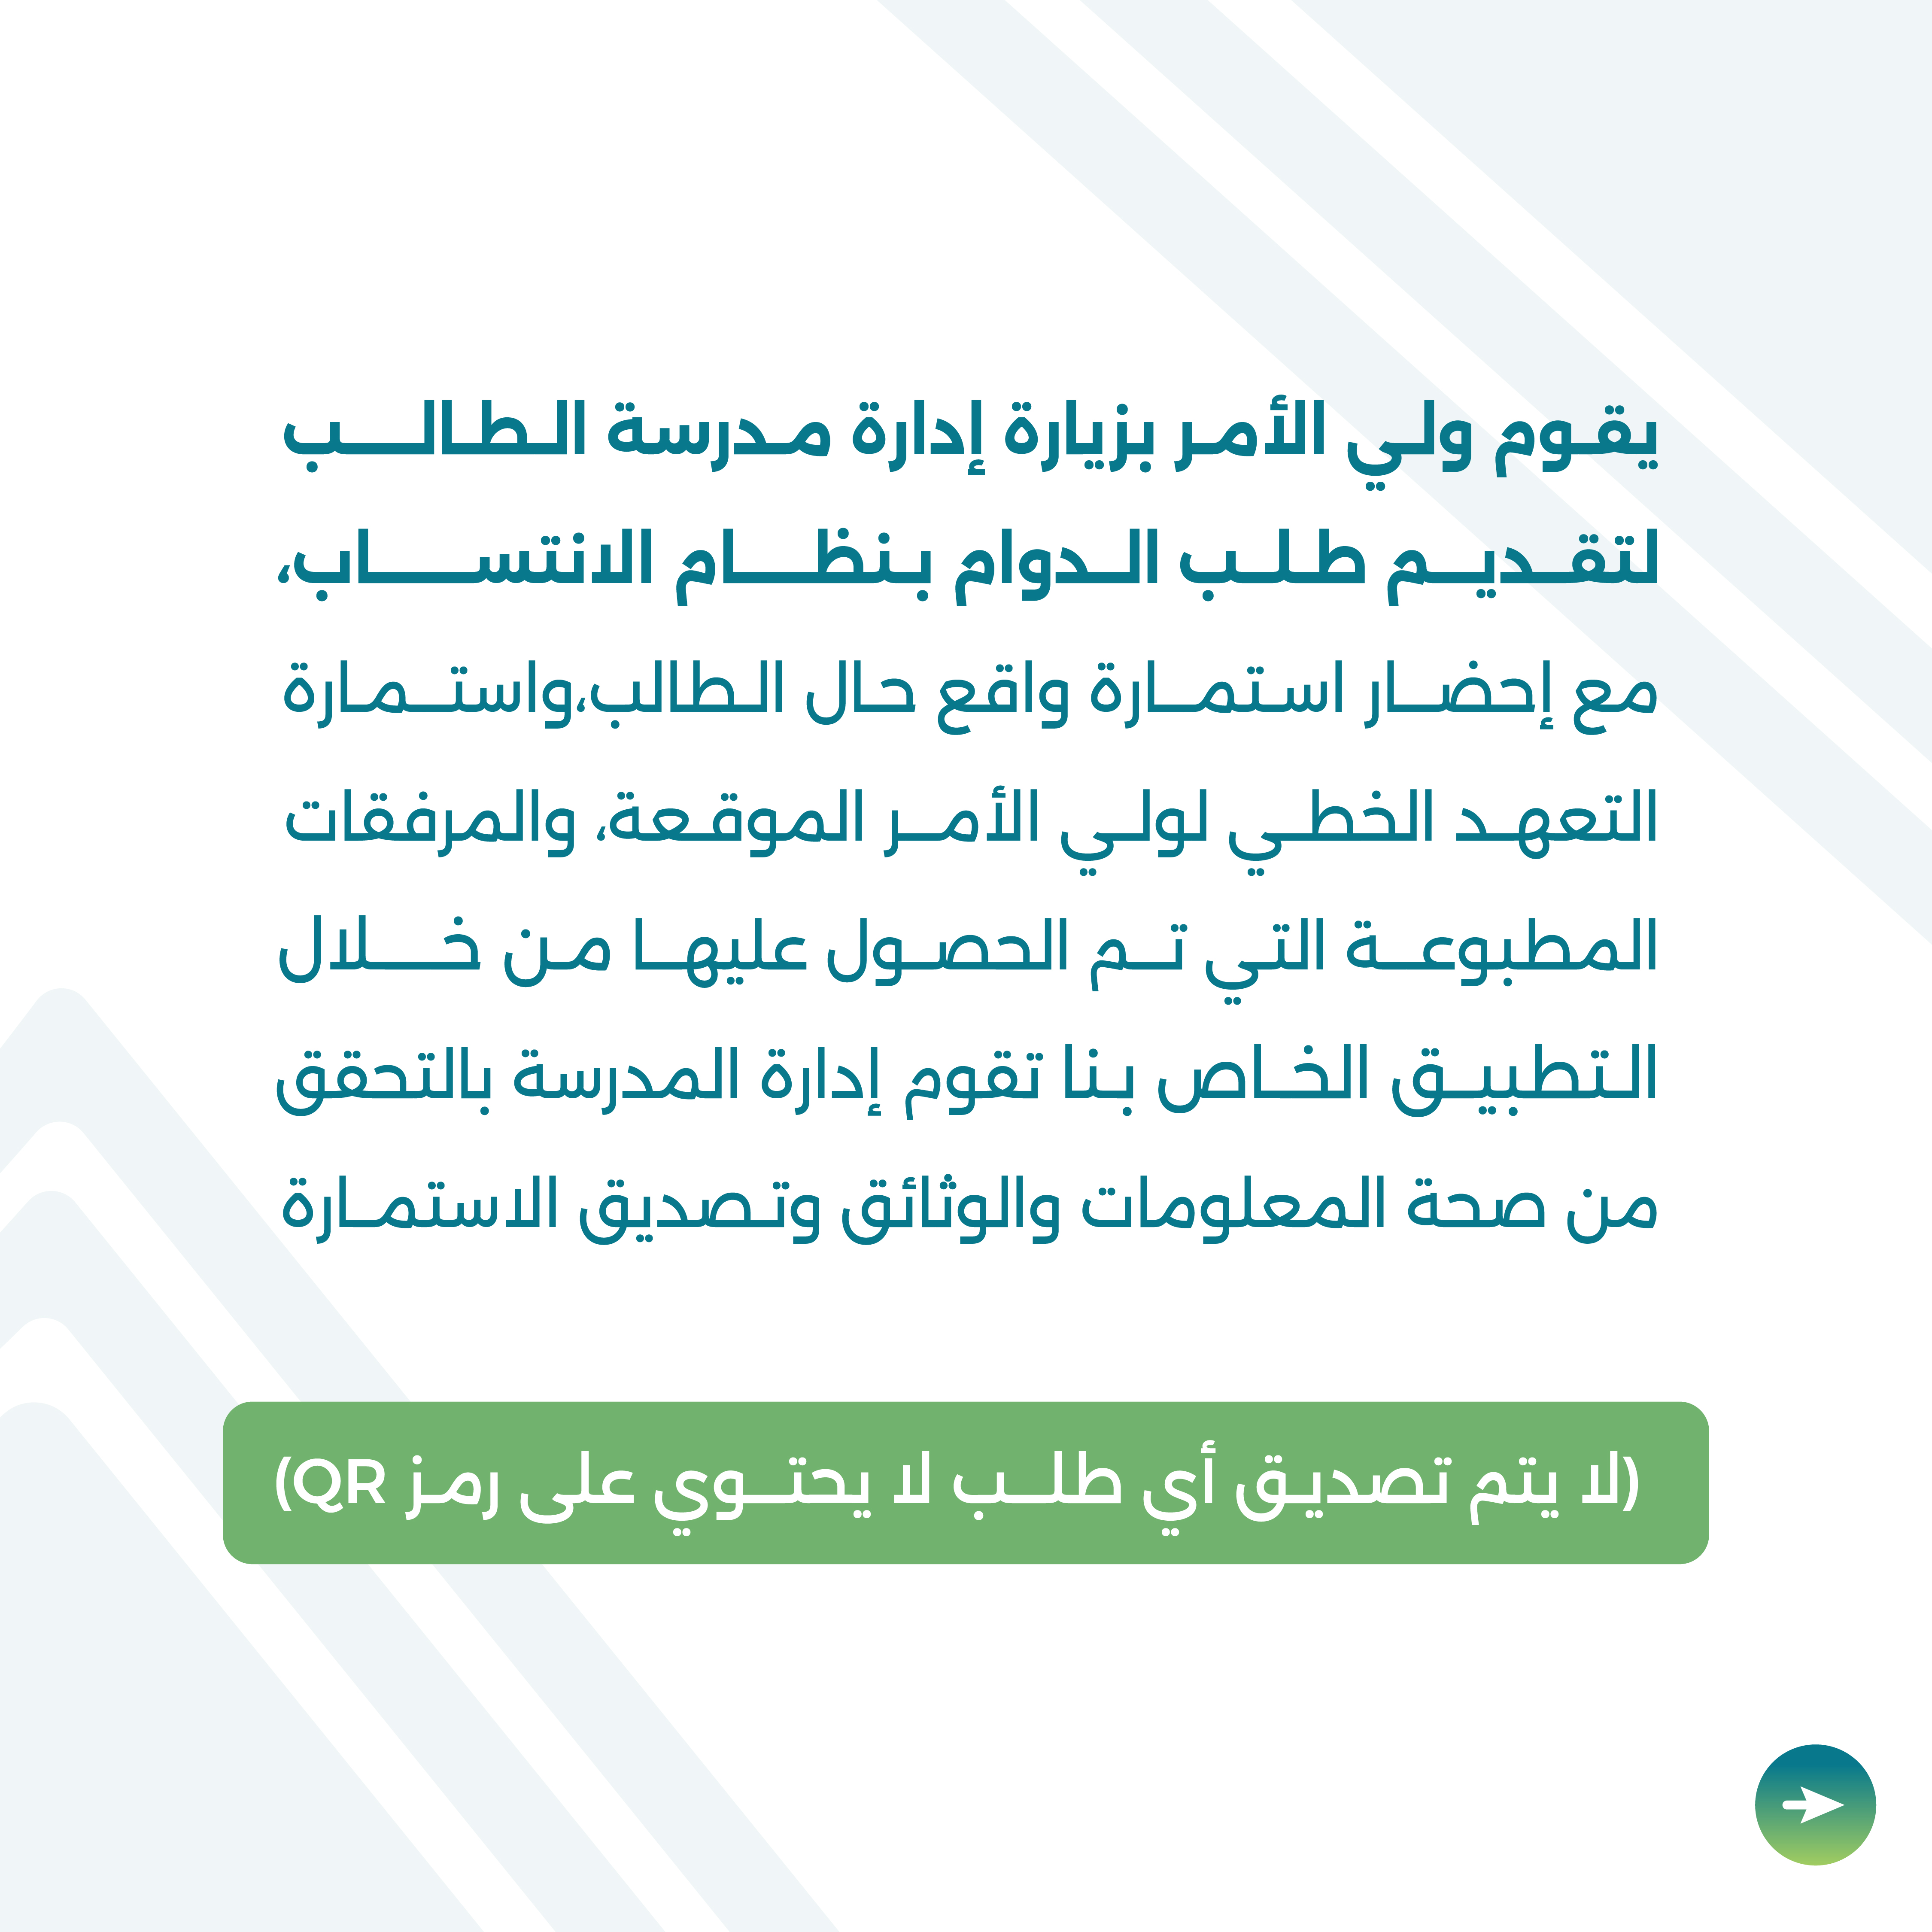 يقوم ولي الأمر بزيارة إدارة مدرسة الطالب
لتقديم طلب الدوام بنظام الانتساب،
مع إحضار استمارة واقع حال الطالب،واستمارة
التعهد الخطي لولي الأمر الموقعة، والمرفقات
المطبوعة التي تم الحصول عليها من خلال
التطبيق الخاص بنا تقوم إدارة المدرسة بالتحقق
من صحة المعلومات والوثائق وتصديق الاستمارة
(لا يتم تصديق أي طلب لا يحتوي على رمز QR)